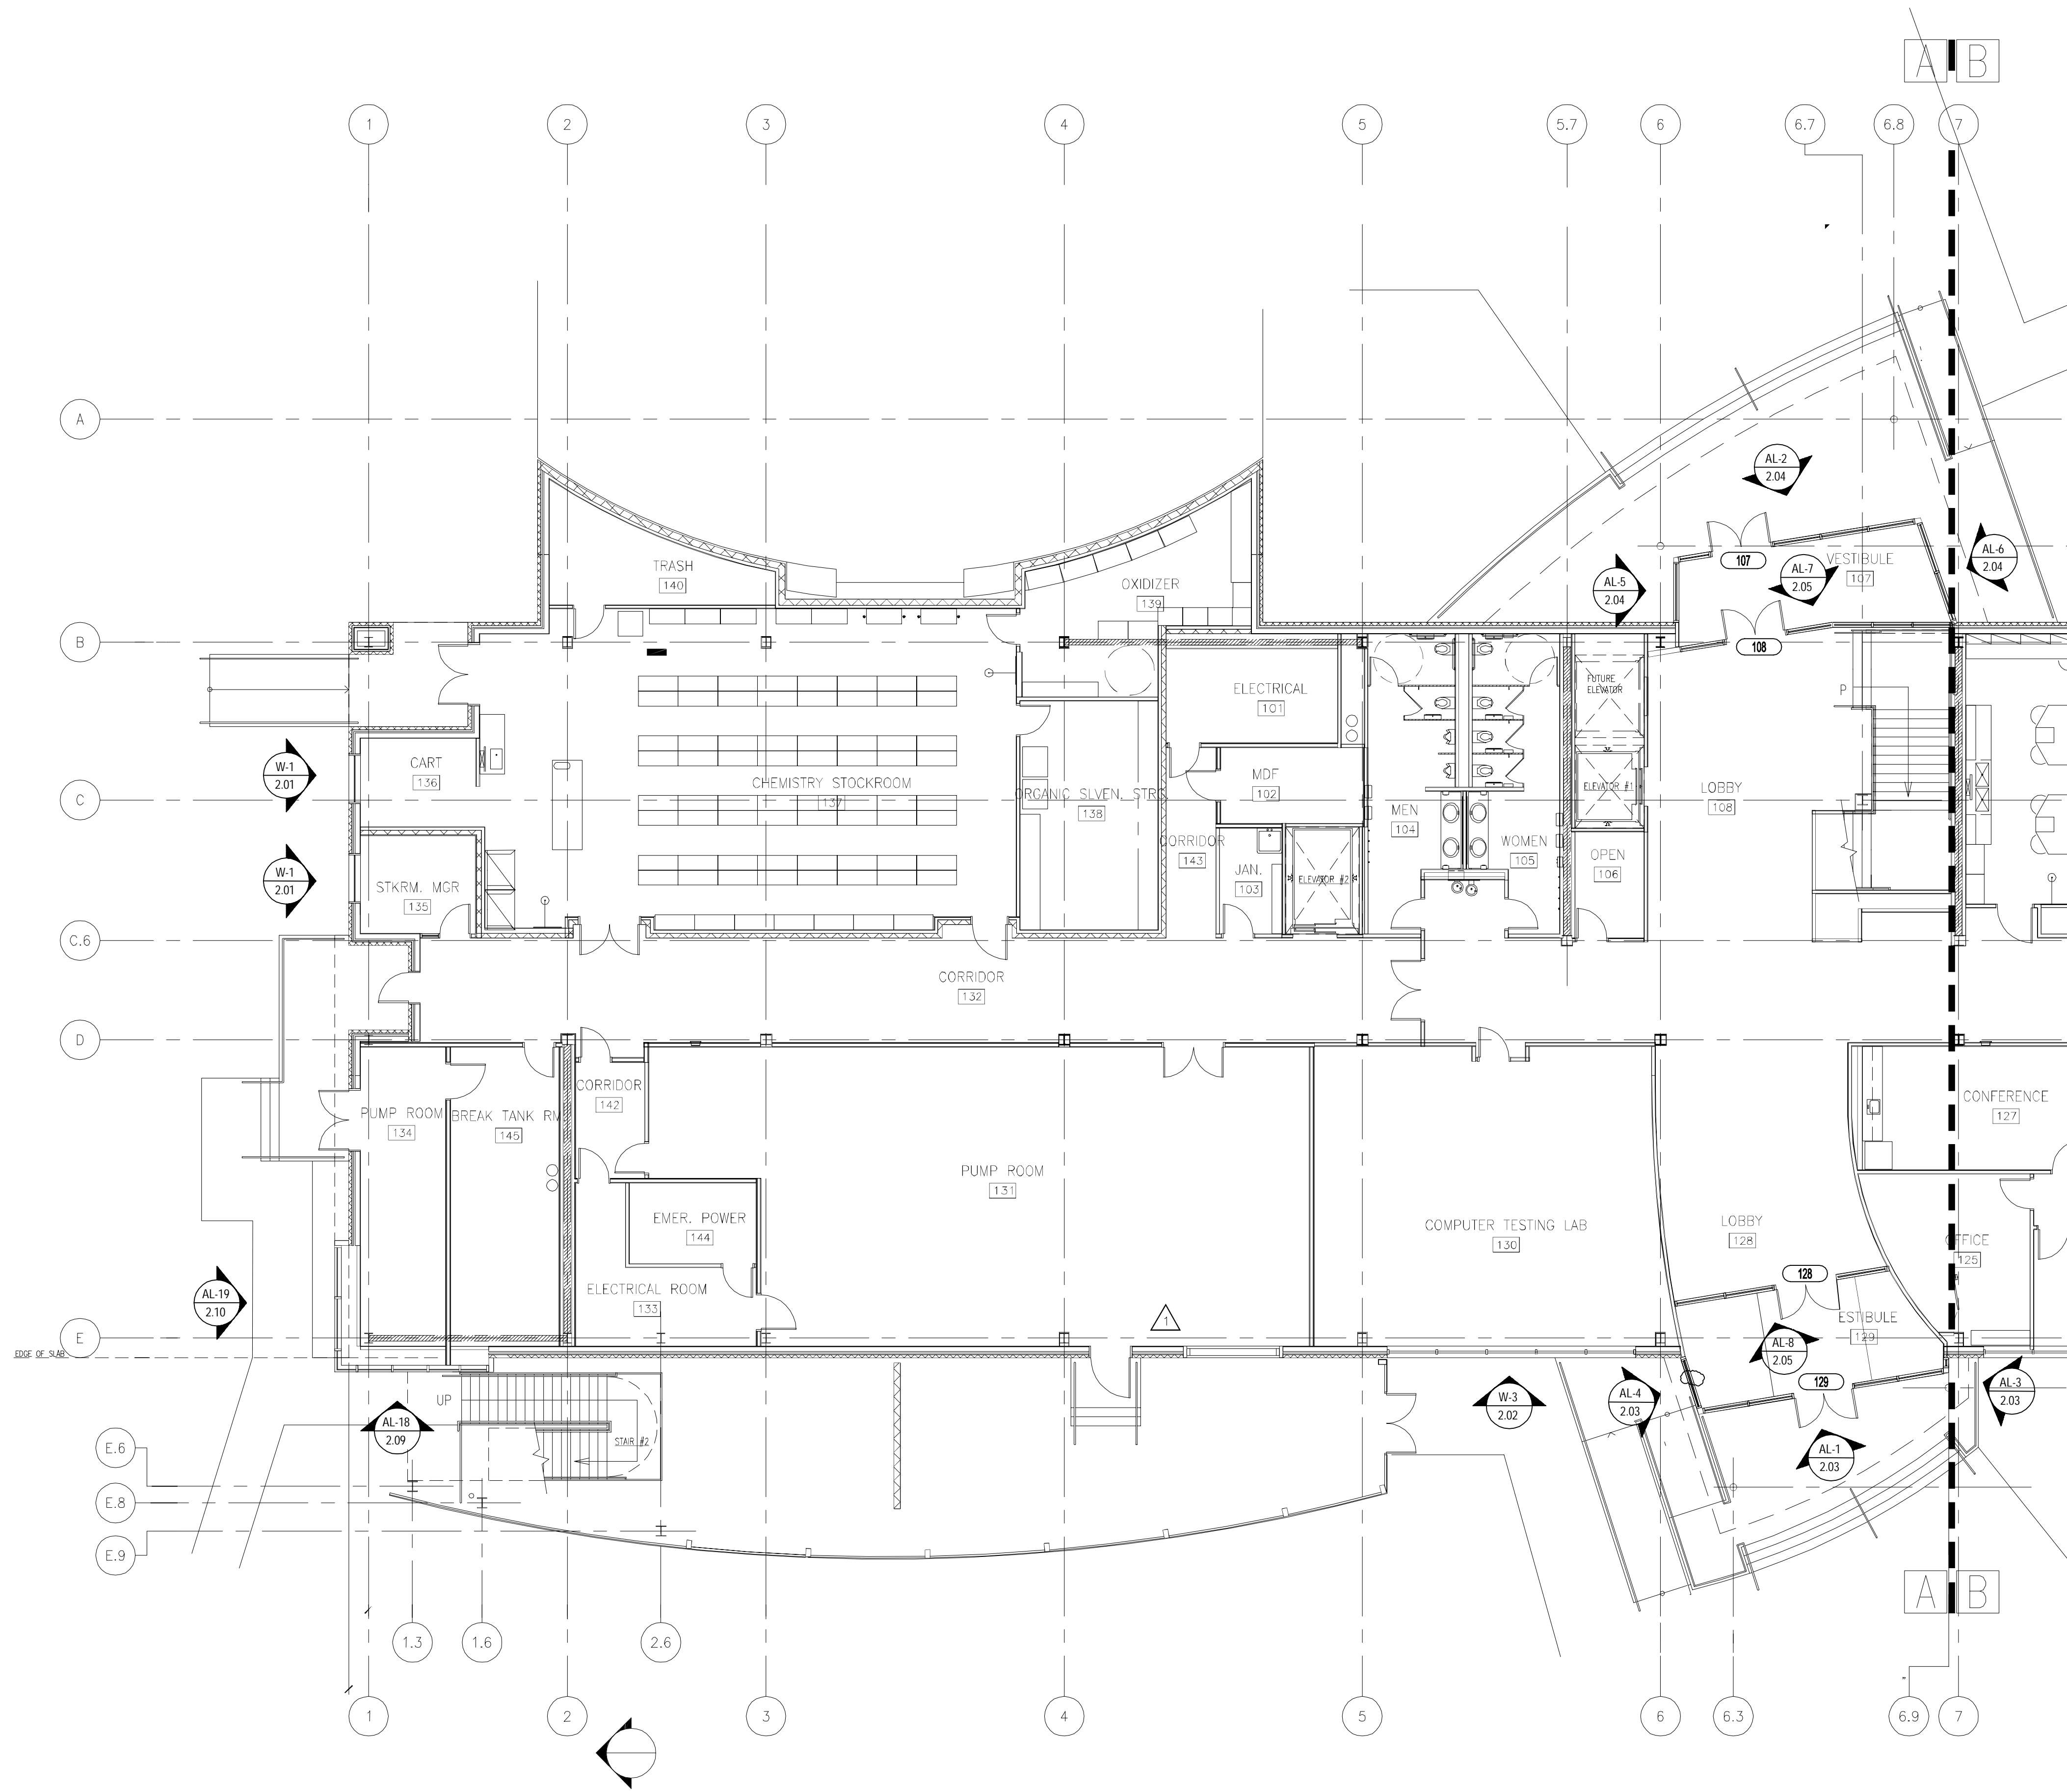 A B
1 2 3 4 5 5.7 6 6.7 6.8 7
A
AL-2
2.04
AL-6
2.04
107
VESTIBULE
107
AL-7
2.05
AL-5
2.04
TRASH
140
OXIDIZER
139
B
108
ELECTRICAL
101
FUTURE
ELEVATOR
P
W-1
2.01
CART
136
CHEMISTRY STOCKROOM
137
ORGANIC SLVEN. STRG
138
MDF
102
ELEVATOR #1
LOBBY
108
C
MEN
104
WOMEN
105
CORRIDOR
143
JAN.
103
ELEVATOR #2
OPEN
106
W-1
2.01
STKRM. MGR
135
C.6
CORRIDOR
132
D
CORRIDOR
142
PUMP ROOM
134
BREAK TANK RM.
145
CONFERENCE
127
PUMP ROOM
131
EMER. POWER
144
COMPUTER TESTING LAB
130
LOBBY
128
OFFICE
125
128
ELECTRICAL ROOM
133
AL-19
2.10
1
ESTIBULE
129
E
EDGE OF SLAB
AL-8
2.05
129
AL-3
2.03
UP
AL-18
2.09
STAIR #2
W-3
2.02
AL-4
2.03
AL-1
2.03
E.6
E.8
E.9
A B
1.3 1.6 2.6
1 2 3 4 5 6 6.3 6.9 7